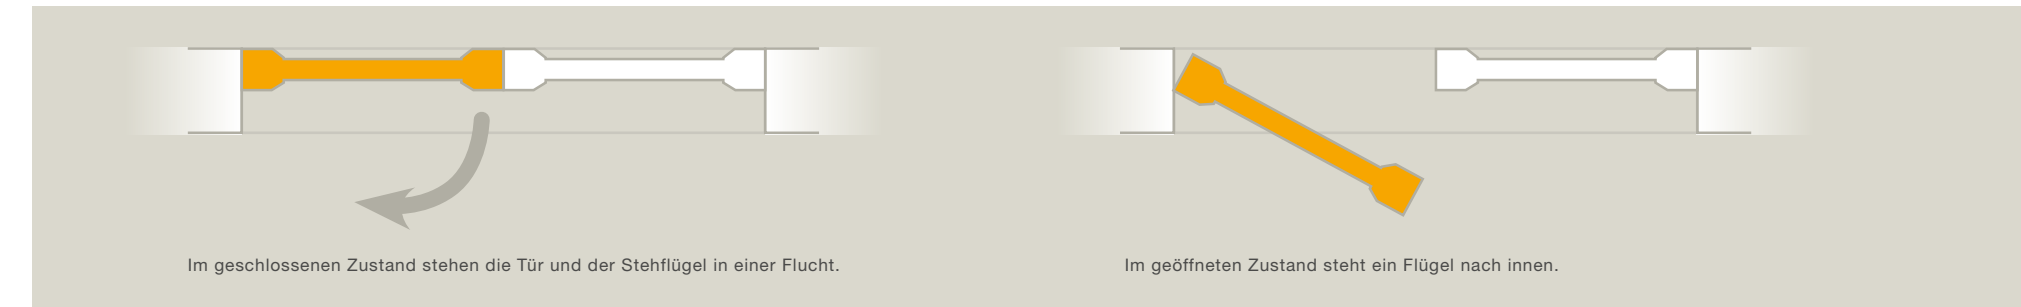 Im geschlossenen Zustand stehen die Tür und der Stehflügel in einer Flucht.
Im geöffneten Zustand steht ein Flügel nach innen.